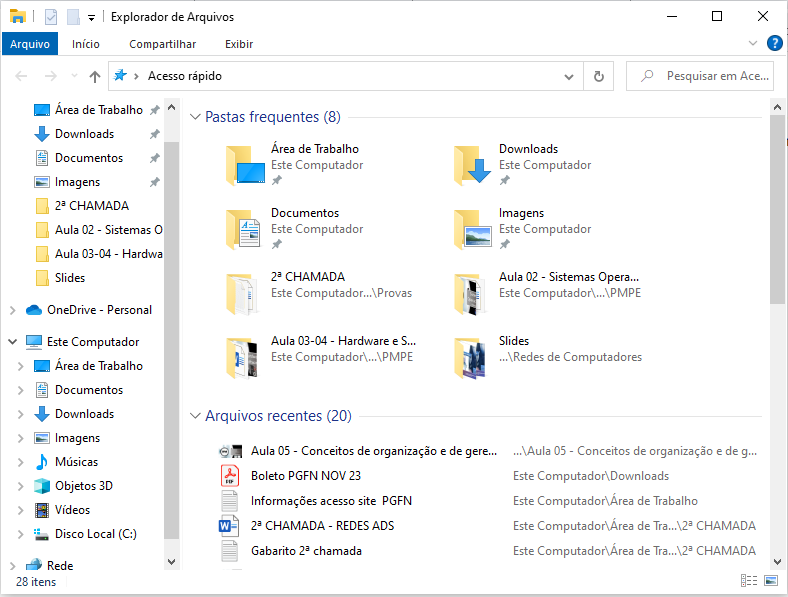 Explorador de Arquivos
Arquivo Início Compartilhar Exibir
Acesso rápido
Pesquisar em Ace...
Área de Trabalho
Downloads
Documentos
Imagens
2ª CHAMADA
Aula 02 - Sistemas O
Aula 03-04 - Hardwa
Slides
OneDrive - Personal
Este Computador
Área de Trabalho
Documentos
Downloads
Imagens
Músicas
Objetos 3D
Vídeos
Disco Local (C:)
Rede
Pastas frequentes (8)
Área de Trabalho
Este Computador
Downloads
Este Computador
Documentos
Este Computador
Imagens
Este Computador
2ª CHAMADA
Este Computador...\Provas
Aula 02 - Sistemas Opera...
Este Computador\...\PMPE
Aula 03-04 - Hardware e S...
Este Computador\...\PMPE
Slides
...\Redes de Computadores
Arquivos recentes (20)
Aula 05 - Conceitos de organização e de gere... ...\Aula 05 - Conceitos de organização e de g...
Boleto PGFN NOV 23 Este Computador\Downloads
Informações acesso site PGFN Este Computador\Área de Trabalho
2ª CHAMADA - REDES ADS Este Computador\Área de Tra...\2ª CHAMADA
Gabarito 2ª chamada Este Computador\Área de Tra...\2ª CHAMADA
28 itens